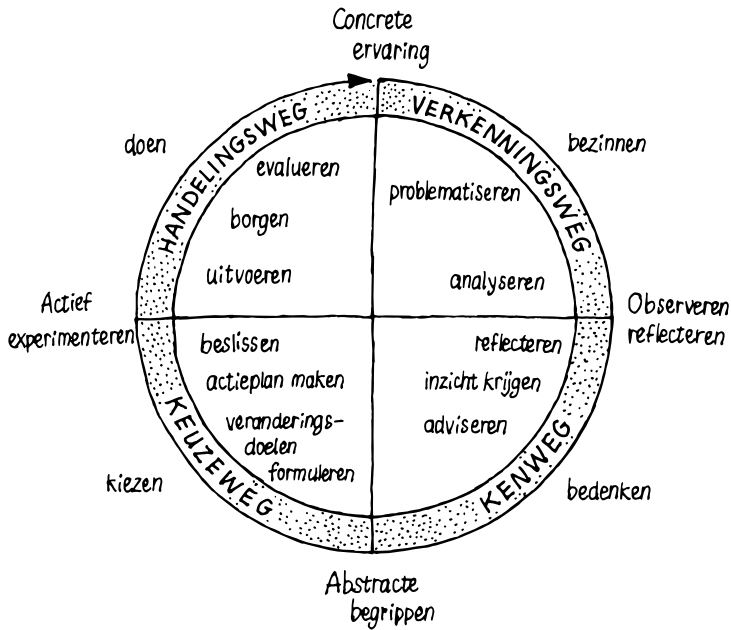 Concrete
ervaring
HANDELINGSWEG
VERKENNINGSWEG
doen
bezinnen
evalueren
problematiseren
borgen
uitvoeren
analyseren
Actief
experimenteren
Observeren
reflecteren
beslissen
reflecteren
actieplan maken
inzicht krijgen
veranderings-
doelen
formuleren
adviseren
KEUZEWEG
KENWEG
kiezen
bedenken
Abstracte
begrippen